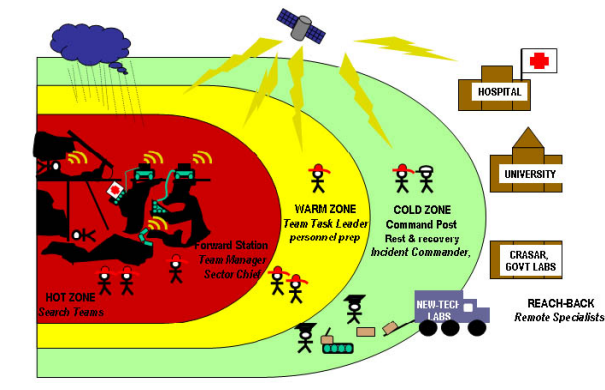 HOSPITAL
UNIVERSITY
WARM ZONE
Team Task Leader
personnel prep
COLD ZONE
Command Post
Rest & recovery
Incident Commander,
Forward Station
Team Manager
Sector Chief
CRASAR,
GOVT LABS
HOT ZONE
Search Teams
NEW-TECH
LABS
REACH-BACK
Remote Specialists